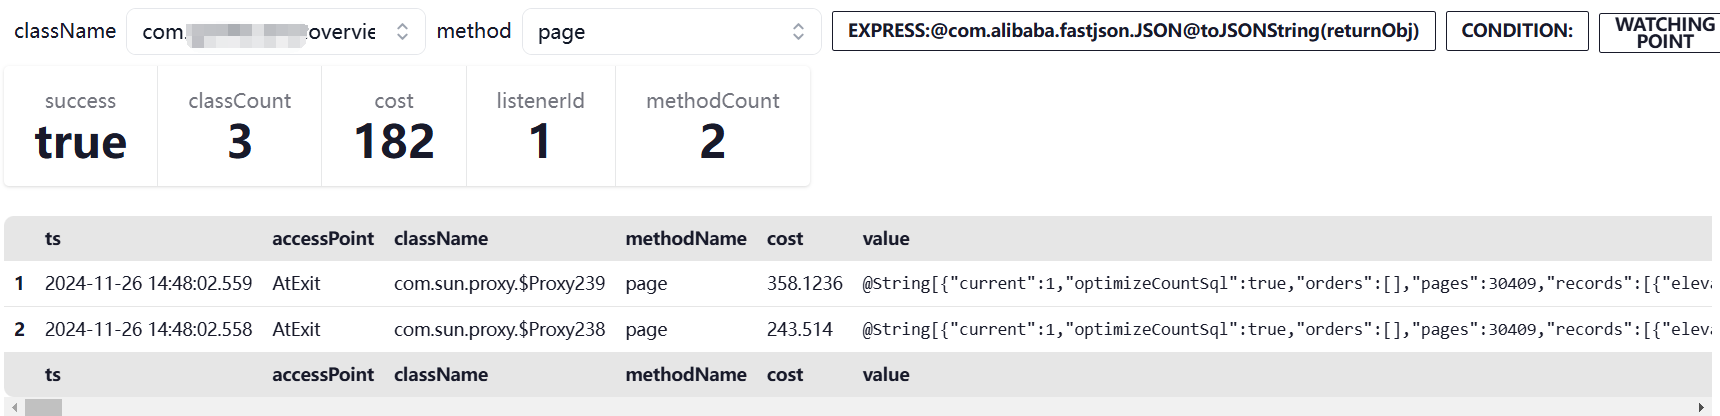 className com. overvie method page EXPRESS:@com.alibaba.fastjson.JSON@toJSONString(returnObj) CONDITION: WATCHING POINT
success classCount cost listenerId methodCount
true 3 182 1 2
ts accessPoint className methodName cost value
1 2024-11-26 14:48:02.559 AtExit com.sun.proxy.$Proxy239 page 358.1236 @String[{"current":1,"optimizeCountSql":true,"orders":[],"pages":30409,"records":[{"eleva
2 2024-11-26 14:48:02.558 AtExit com.sun.proxy.$Proxy238 page 243.514 @String[{"current":1,"optimizeCountSql":true,"orders":[],"pages":30409,"records":[{"eleva
ts accessPoint className methodName cost value